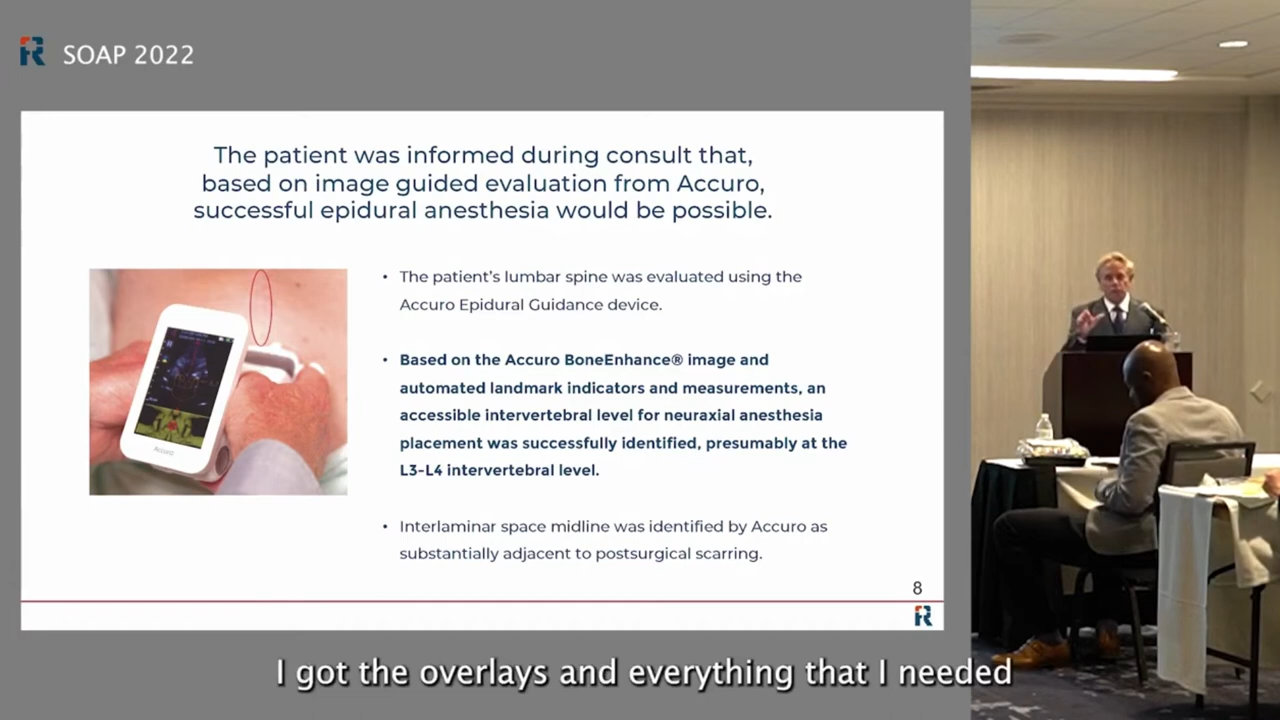 SOAP 2022
The patient was informed during consult that,
based on image guided evaluation from Accuro,
successful epidural anesthesia would be possible.
• The patient's lumbar spine was evaluated using the
Accuro Epidural Guidance device.
• Based on the Accuro BoneEnhance® image and
automated landmark indicators and measurements, an
accessible intervertebral level for neuraxial anesthesia
placement was successfully identified, presumably at the
L3-L4 intervertebral level.
• Interlaminar space midline was identified by Accuro as
substantially adjacent to postsurgical scarring.
Accuro
8
I got the overlays and everything that I needed